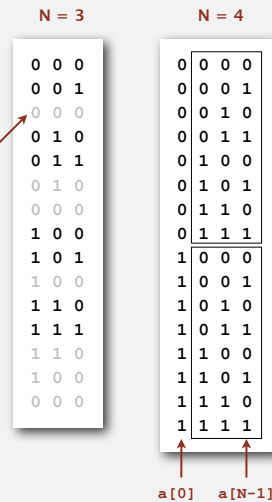 N = 3
0 0 0
0 0 1
0 0 0
0 1 0
0 1 1
0 1 0
0 0 0
1 0 0
1 0 1
1 0 0
1 1 0
1 1 1
1 1 0
1 0 0
0 0 0
N = 4
0 0 0 0
0 0 0 1
0 0 1 0
0 0 1 1
0 1 0 0
0 1 0 1
0 1 1 0
0 1 1 1
1 0 0 0
1 0 0 1
1 0 1 0
1 0 1 1
1 1 0 0
1 1 0 1
1 1 1 0
1 1 1 1
a[0] a[N-1]